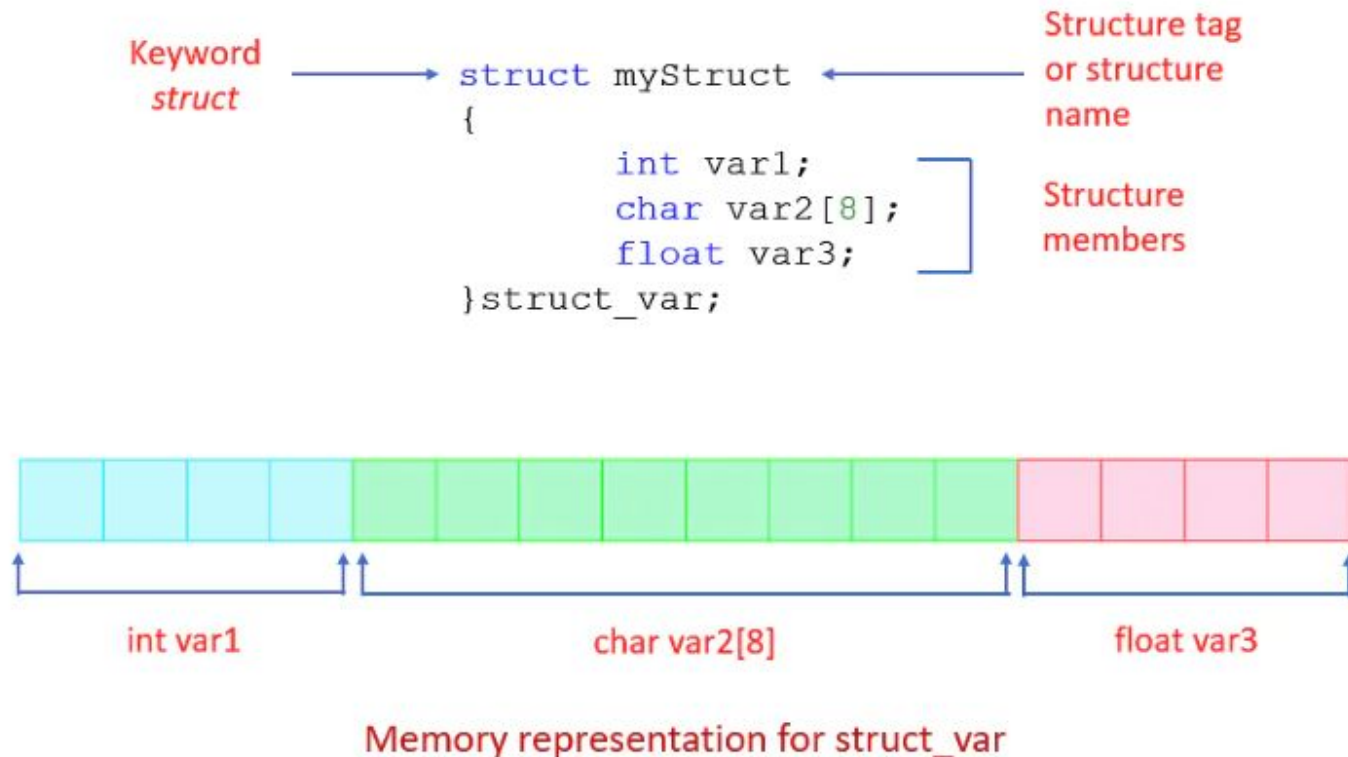 Keyword
struct
struct myStruct
{
int var1;
char var2[8];
float var3;
}struct_var;
Structure tag
or structure
name
Structure
members
int var1
char var2[8]
float var3
Memory representation for struct_var